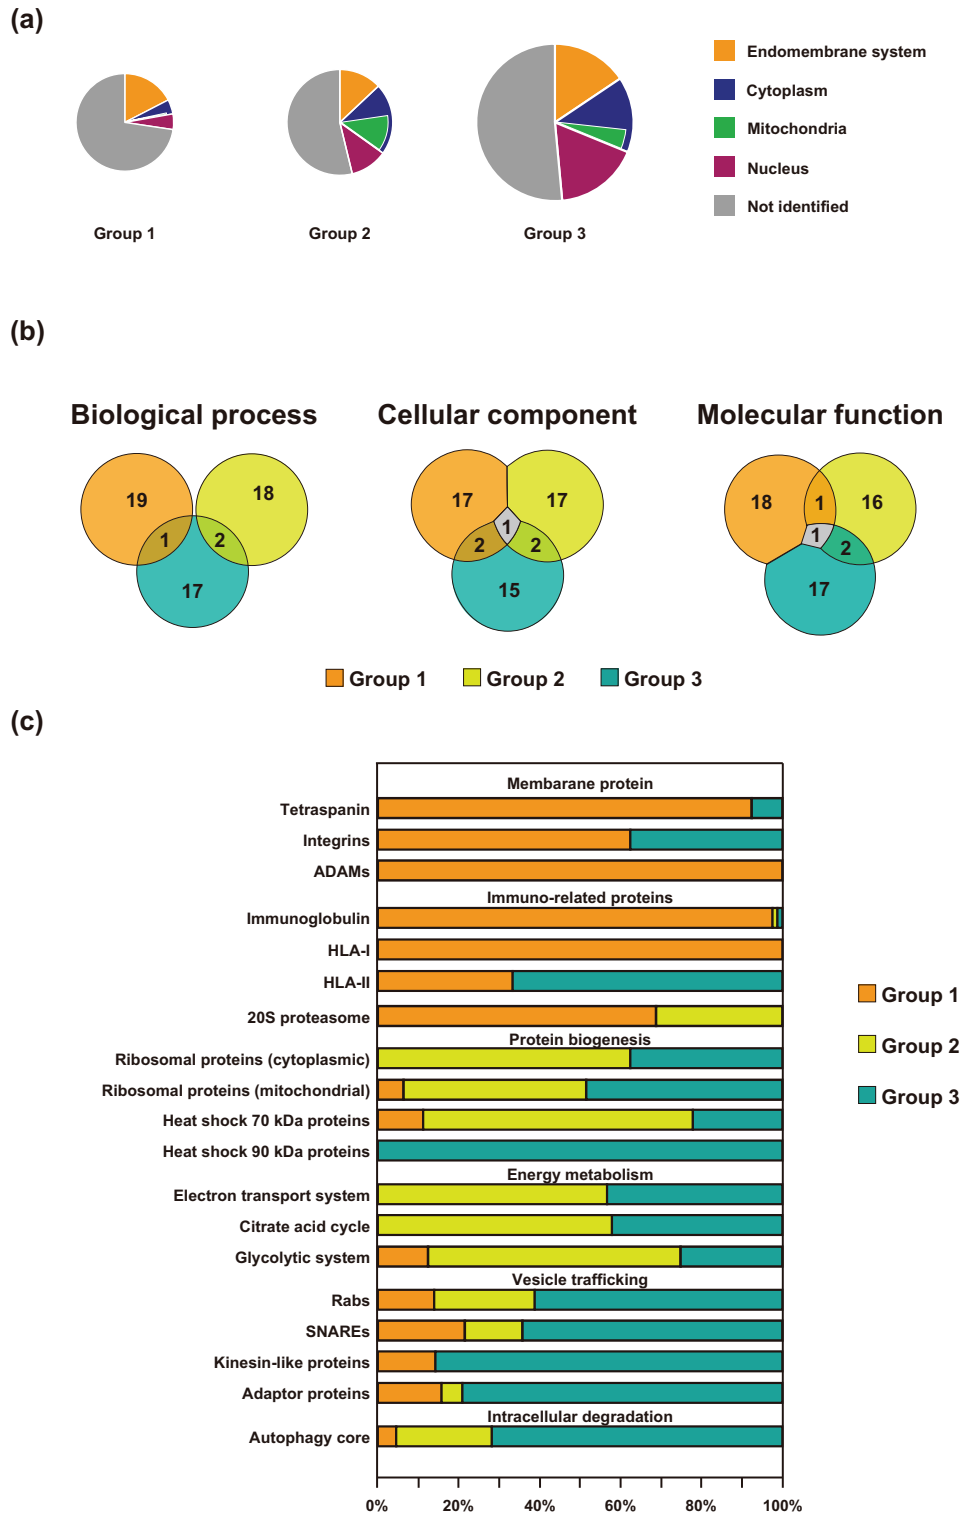 (a)
Endomembrane system
Cytoplasm
Mitochondria
Nucleus
Not identified
Group 1
Group 2
Group 3
(b)
Biological process
Cellular component
Molecular function
19
18
1
2
17
17
17
1
2
2
15
18
1
16
1
2
17
Group 1
Group 2
Group 3
(c)
Membarane protein
Tetraspanin
Integrins
ADAMs
Immuno-related proteins
Immunoglobulin
HLA-I
HLA-II
20S proteasome
Protein biogenesis
Ribosomal proteins (cytoplasmic)
Ribosomal proteins (mitochondrial)
Heat shock 70 kDa proteins
Heat shock 90 kDa proteins
Energy metabolism
Electron transport system
Citrate acid cycle
Glycolytic system
Vesicle trafficking
Rabs
SNAREs
Kinesin-like proteins
Adaptor proteins
Intracellular degradation
Autophagy core
0%
20%
40%
60%
80%
100%
Group 1
Group 2
Group 3